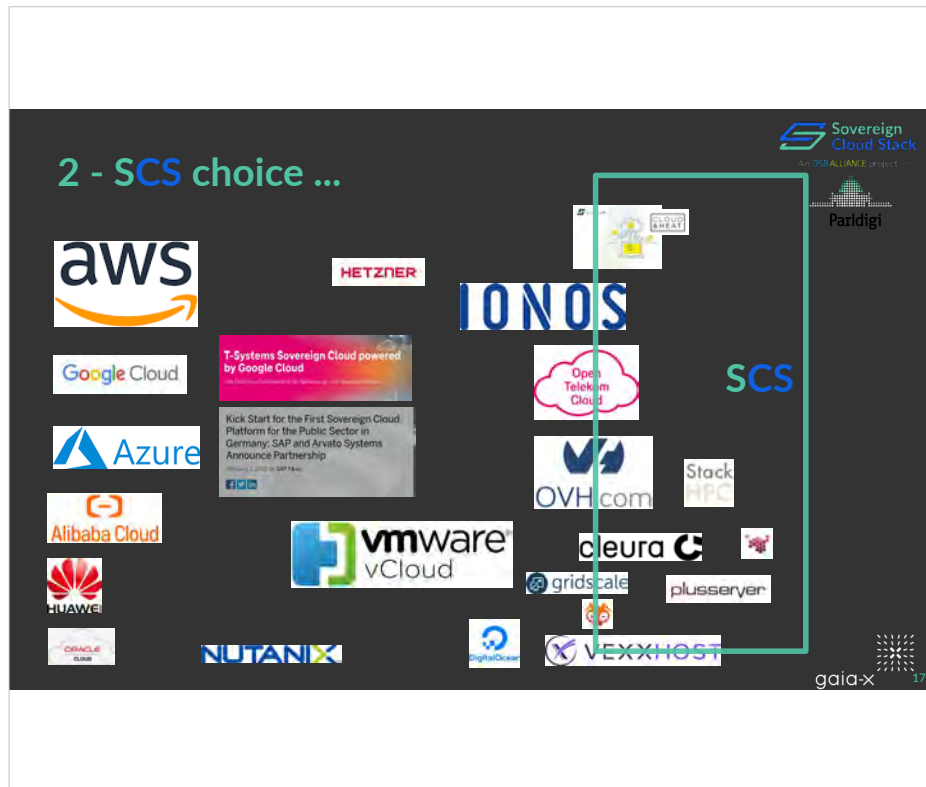 Sovereign
Cloud Stack
An OSB ALLIANCE project
2 - SCS choice ...
Parldigi
CLOUD
& HEAT
aws
HETZNER
IONOS
Google Cloud
T-Systems Sovereign Cloud powered
by Google Cloud
Open
Telekom
Cloud
SCS
Kick Start for the First Sovereign Cloud
Platform for the Public Sector in
Germany: SAP and Arvato Systems
Announce Partnership
Azure
OVH.com
Stack
HPC
Alibaba Cloud
vmware
vCloud
cleura
HUAWEI
gridscale
plusserver
ORACLE
CLOUD
NUTANIX
DigitalOcean
VEXXHOST
gaia-x
17